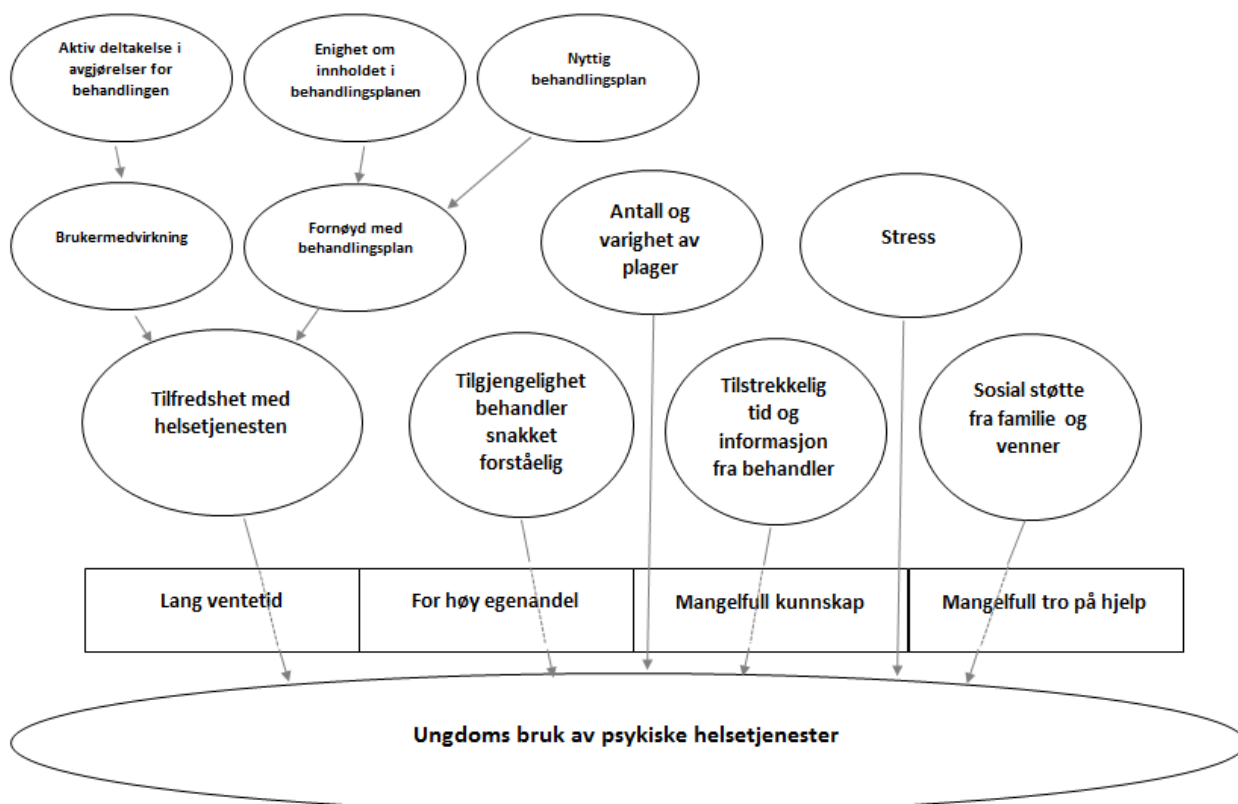 Aktiv deltakelse i
avgjørelser for
behandlingen
Enighet om
innholdet i
behandlingsplanen
Nyttig
behandlingsplan
Brukermedvirkning
Fornøyd med
behandlingsplan
Antall og
varighet av
plager
Stress
Tilfredshet med
helsetjenesten
Tilgjengelighet
behandler
snakket
forståelig
Tilstrekkelig
tid og
informasjon
fra behandler
Sosial støtte
fra familie og
venner
Lang ventetid
For høy egenandel
Mangelfull kunnskap
Mangelfull tro på hjelp
Ungdoms bruk av psykiske helsetjenester